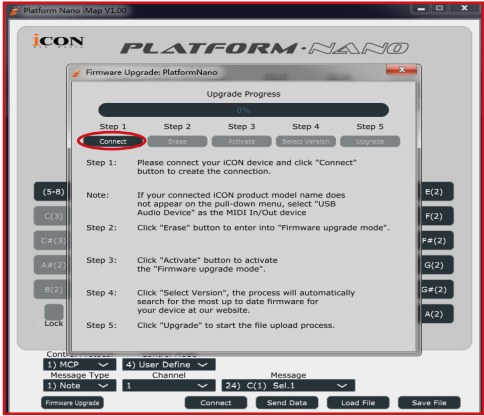 Platform Nano iMap V1.00
iCON
PRO AUDIO
PLATFORM·NANO
Firmware Upgrade: PlatformNano
Upgrade Progress
0%
Step 1 Step 2 Step 3 Step 4 Step 5
Connect Erase Activate Select Version Upgrade
Step 1: Please connect your iCON device and click "Connect"
button to create the connection.
Note: If your connected iCON product model name does
not appear on the pull-down menu, select "USB
Audio Device" as the MIDI In/Out device
Step 2: Click "Erase" button to enter into "Firmware upgrade mode".
Step 3: Click "Activate" button to activate
the "Firmware upgrade mode".
Step 4: Click "Select Version", the process will automatically
search for the most up to date firmware for
your device at our website.
Step 5: Click "Upgrade" to start the file upload process.
(5-8) E(2)
C(3) F(2)
C#(3) F#(2)
A#(2) G(2)
B(2) G#(2)
A(2)
Lock
Control Protocol Control Mode
1) MCP 4) User Define
Message Type Channel Message
1) Note 1 24) C(1) Sel.1
Firmware Upgrade Connect Send Data Load File Save File